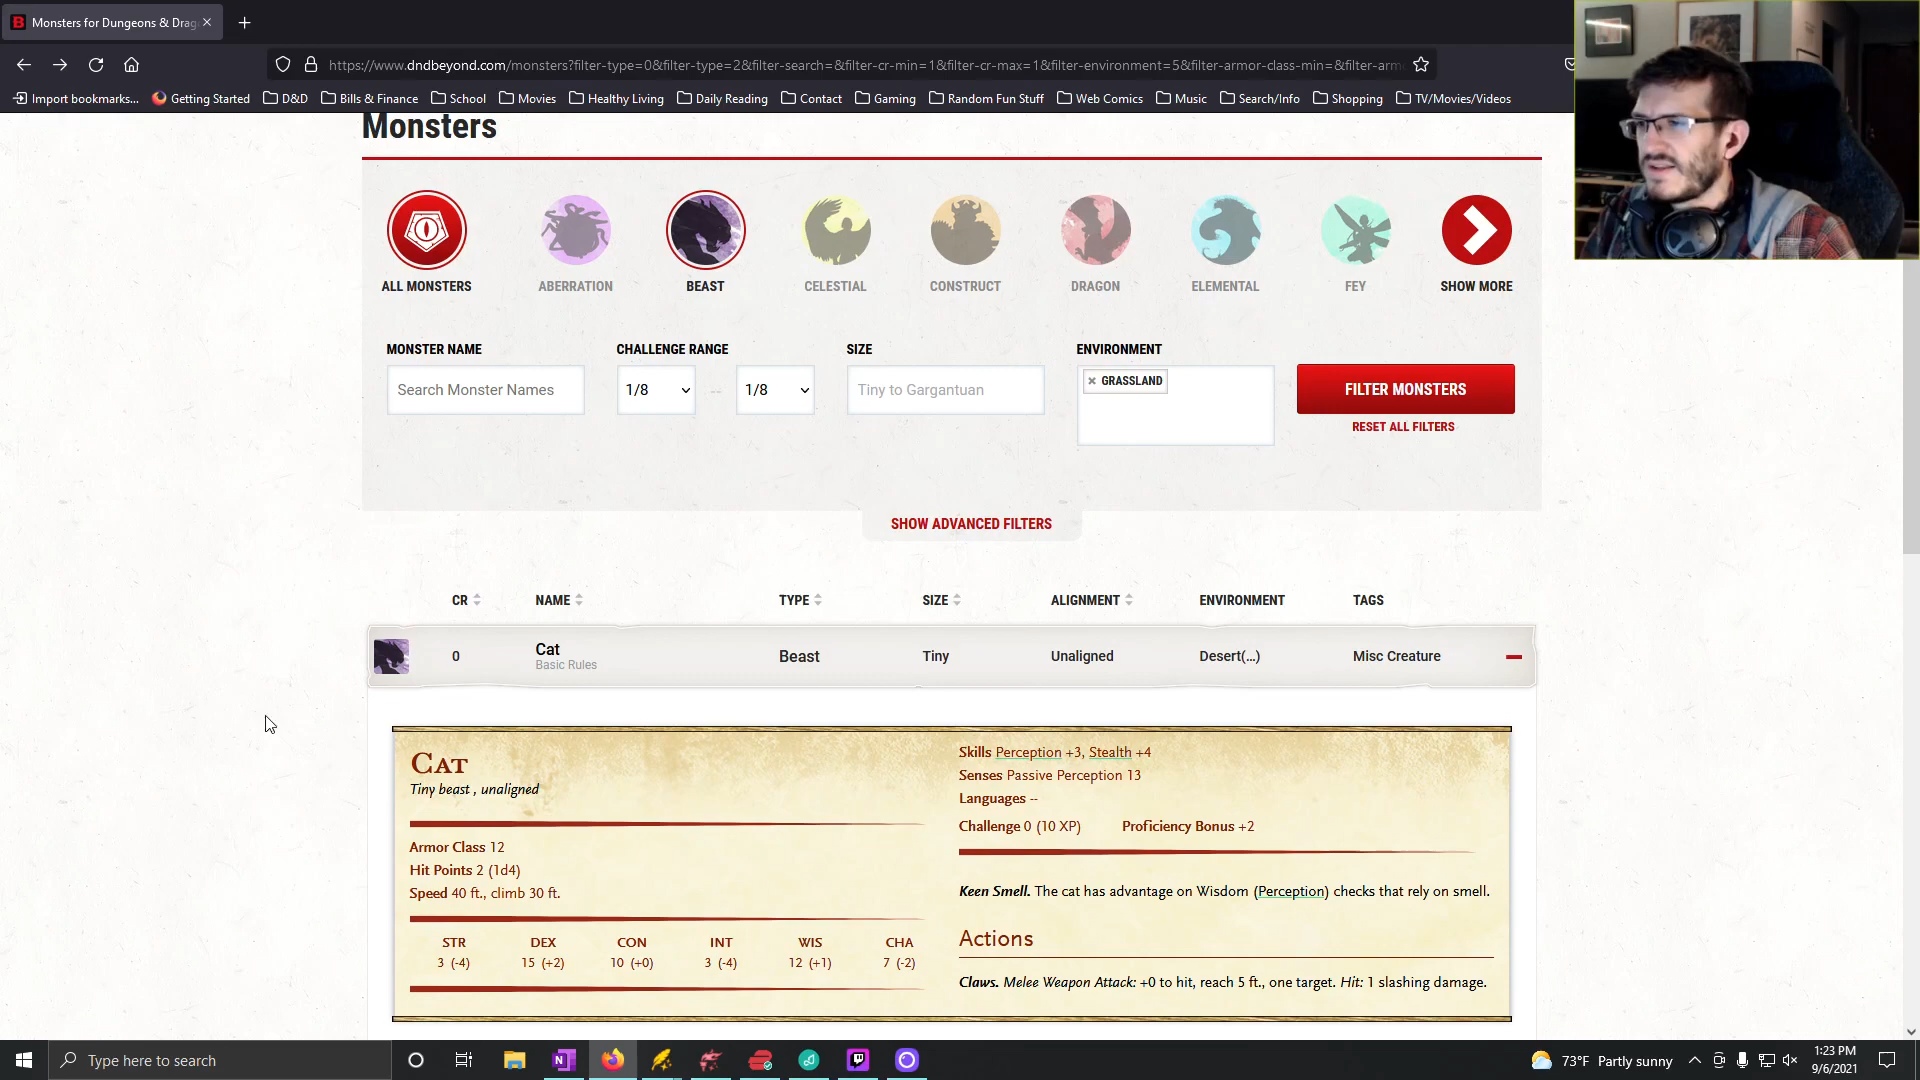 Monsters for Dungeons & Drag
https://www.dndbeyond.com/monsters?filter-type=0&filter-type=2&filter-search=&filter-cr-min=1&filter-cr-max=1&filter-environment=5&filter-armor-class-min=&filter-arm
Import bookmarks... Getting Started D&D Bills & Finance School Movies Healthy Living Daily Reading Contact Gaming Random Fun Stuff Web Comics Music Search/Info Shopping TV/Movies/Videos
Monsters
ALL MONSTERS ABERRATION BEAST CELESTIAL CONSTRUCT DRAGON ELEMENTAL FEY SHOW MORE
MONSTER NAME CHALLENGE RANGE SIZE ENVIRONMENT
Search Monster Names 1/8 -- 1/8 Tiny to Gargantuan × GRASSLAND FILTER MONSTERS
RESET ALL FILTERS
SHOW ADVANCED FILTERS
CR NAME TYPE SIZE ALIGNMENT ENVIRONMENT TAGS
0 Cat Beast Tiny Unaligned Desert(...) Misc Creature
Basic Rules
CAT
Tiny beast , unaligned
Armor Class 12
Hit Points 2 (1d4)
Speed 40 ft., climb 30 ft.
STR DEX CON INT WIS CHA
3 (-4) 15 (+2) 10 (+0) 3 (-4) 12 (+1) 7 (-2)
Skills Perception +3, Stealth +4
Senses Passive Perception 13
Languages --
Challenge 0 (10 XP) Proficiency Bonus +2
Keen Smell. The cat has advantage on Wisdom (Perception) checks that rely on smell.
Actions
Claws. Melee Weapon Attack: +0 to hit, reach 5 ft., one target. Hit: 1 slashing damage.
Type here to search
73°F Partly sunny
1:23 PM
9/6/2021